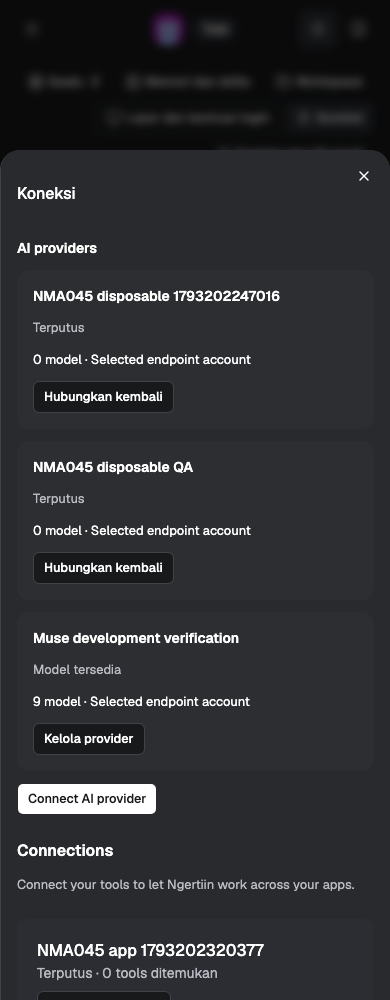 Koneksi
AI providers
NMA045 disposable 1793202247016
Terputus
0 model · Selected endpoint account
Hubungkan kembali
NMA045 disposable QA
Terputus
0 model · Selected endpoint account
Hubungkan kembali
Muse development verification
Model tersedia
9 model · Selected endpoint account
Kelola provider
Connect AI provider
Connections
Connect your tools to let Ngertiin work across your apps.
NMA045 app 1793202320377
Terputus · 0 tools ditemukan